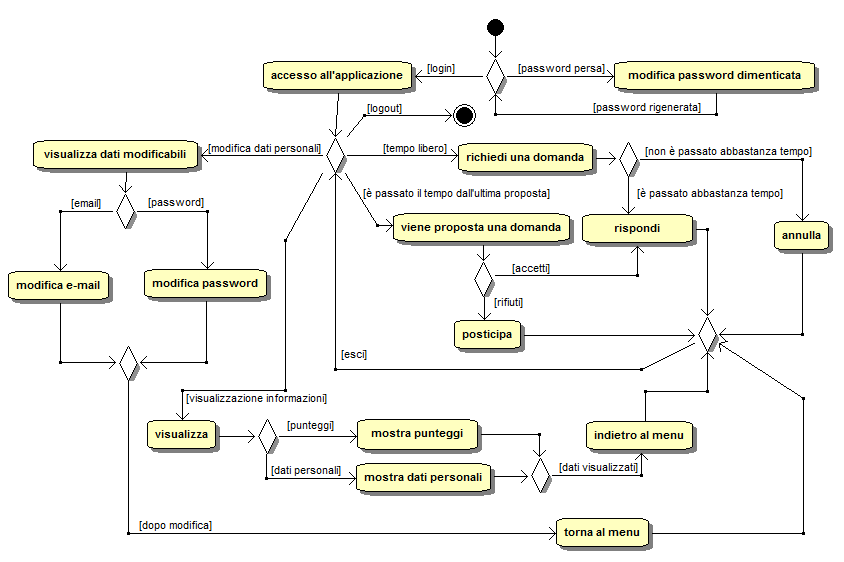 [login]
[password persa]
accesso all'applicazione
modifica password dimenticata
[logout]
[password rigenerata]
visualizza dati modificabili
[modifica dati personali]
[tempo libero]
richiedi una domanda
[non è passato abbastanza tempo]
[è passato il tempo dall'ultima proposta]
[è passato abbastanza tempo]
[email]
[password]
viene proposta una domanda
rispondi
annulla
modifica e-mail
modifica password
[accetti]
[rifiuti]
posticipa
[esci]
[visualizzazione informazioni]
visualizza
[punteggi]
mostra punteggi
indietro al menu
[dati personali]
mostra dati personali
[dati visualizzati]
[dopo modifica]
torna al menu